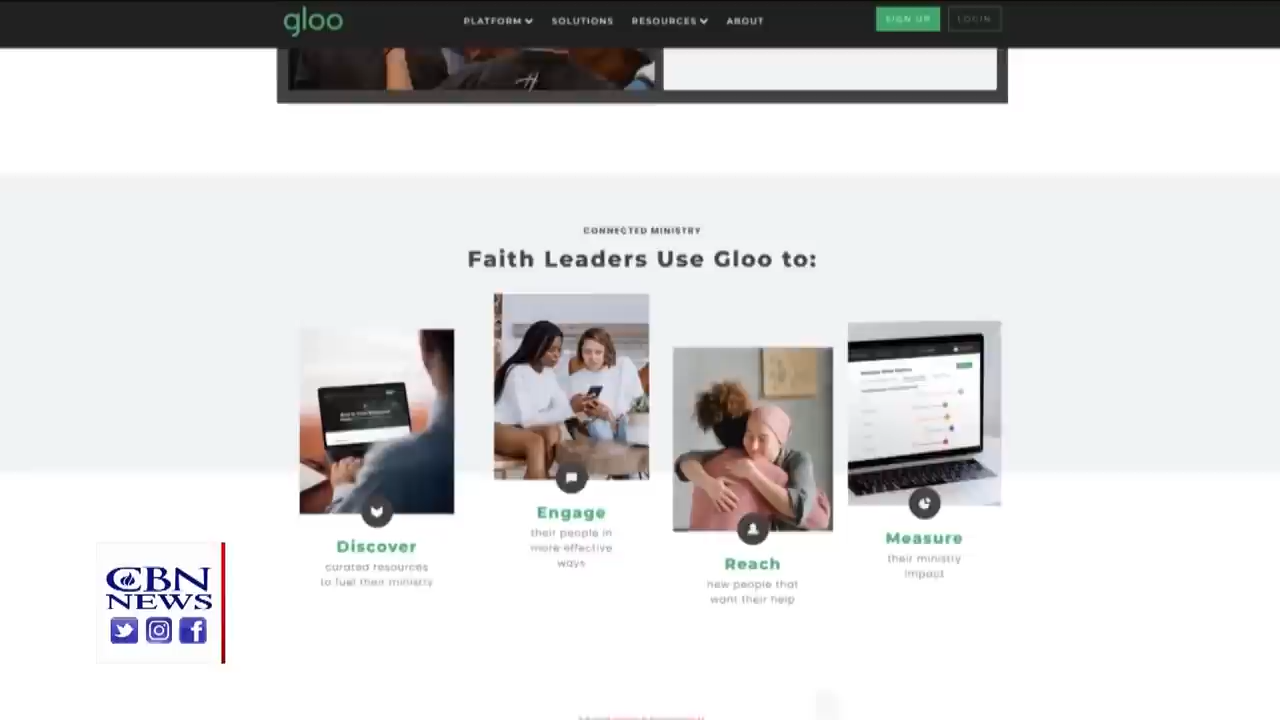 gloo
PLATFORM
SOLUTIONS
RESOURCES
ABOUT
SIGN UP
LOGIN
CONNECTED MINISTRY
Faith Leaders Use Gloo to:
Discover
curated resources
to fuel their ministry
Engage
their people in
more effective
ways
Reach
new people that
want their help
Measure
their ministry
impact
CBN
NEWS